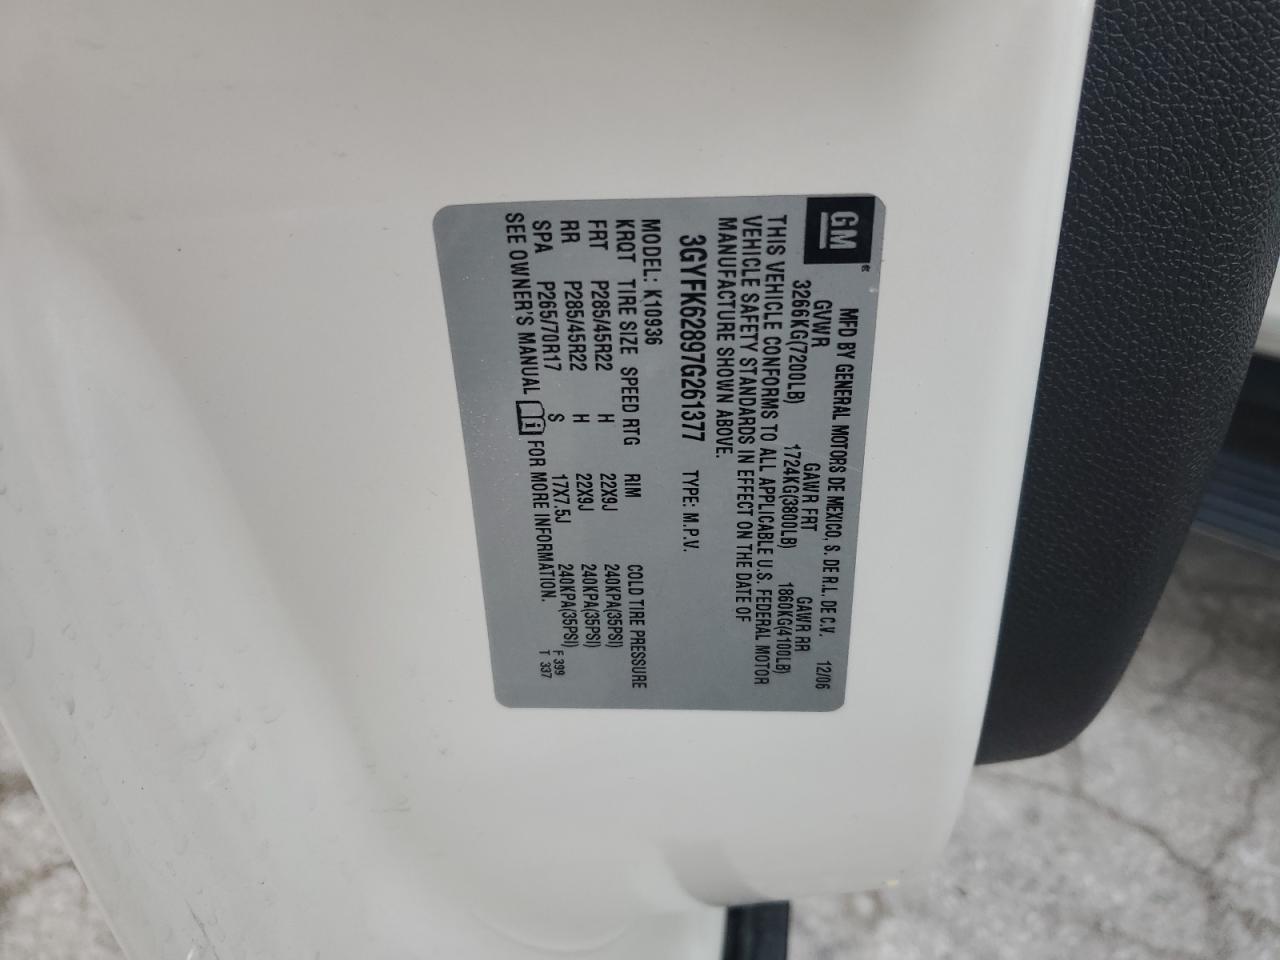 GM
MFD BY GENERAL MOTORS DE MEXICO, S. DE R.L. DE C.V. 12/06
GVWR GAWR FRT GAWR RR
3266KG(7200LB) 1724KG(3800LB) 1860KG(4100LB)
THIS VEHICLE CONFORMS TO ALL APPLICABLE U.S. FEDERAL MOTOR
VEHICLE SAFETY STANDARDS IN EFFECT ON THE DATE OF
MANUFACTURE SHOWN ABOVE.
3GYFK62897G261377 TYPE: M.P.V.
MODEL: K10936
KRQT TIRE SIZE SPEED RTG RIM COLD TIRE PRESSURE
FRT P285/45R22 H 22X9J 240KPA(35PSI)
RR P285/45R22 H 22X9J 240KPA(35PSI)
SPA P265/70R17 S 17X7.5J 240KPA(35PSI)
SEE OWNER'S MANUAL FOR MORE INFORMATION.
F 399
T 337